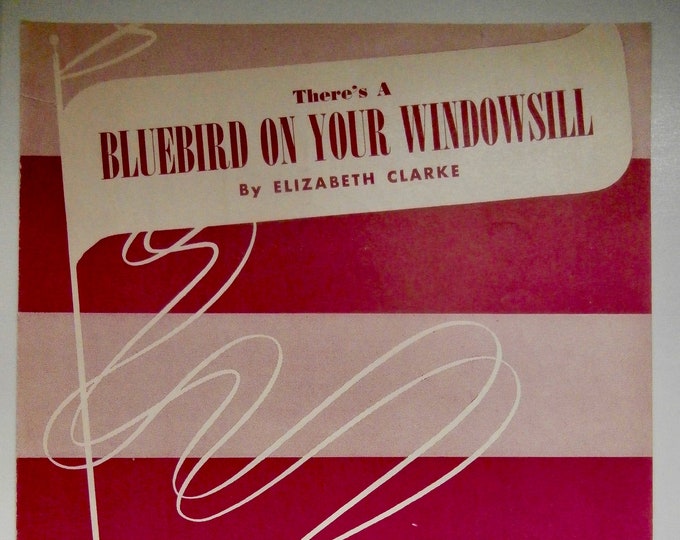 There's A
BLUEBIRD ON YOUR WINDOWSILL
By ELIZABETH CLARKE